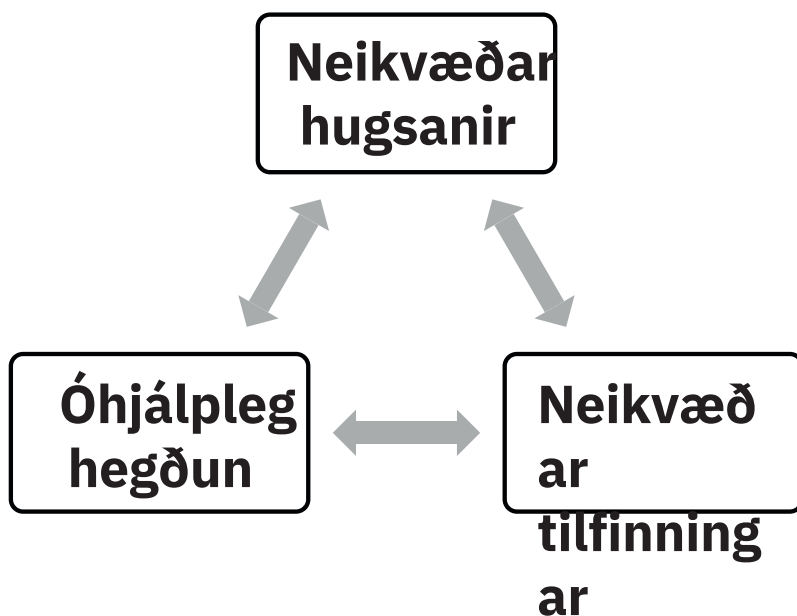 Neikvæðar
hugsanir
Óhjálpleg
hegðun
Neikvæð
ar
tilfinning
ar